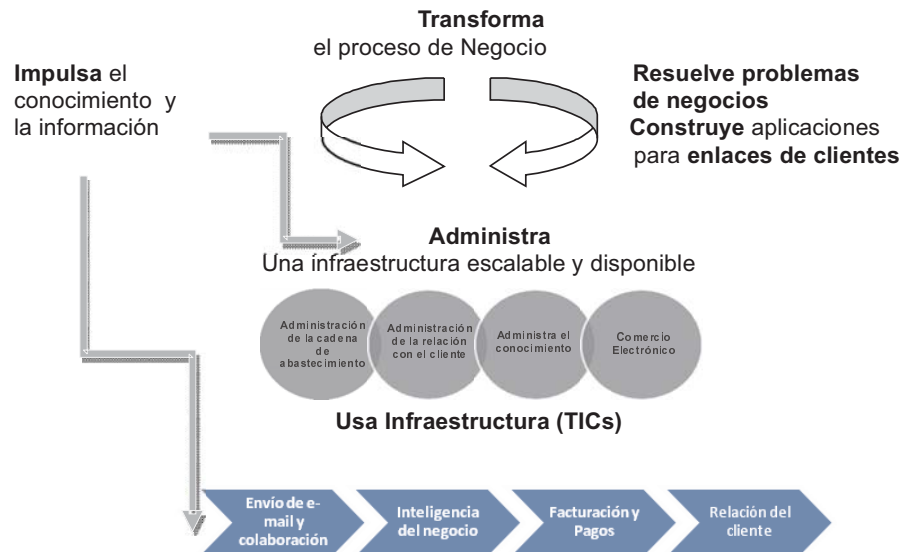 Transforma
el proceso de Negocio
Impulsa el
conocimiento y
la información
Resuelve problemas
de negocios
Construye aplicaciones
para enlaces de clientes
Administra
Una infraestructura escalable y disponible
Administración
de la cadena
de
abastecimiento
Administración
de la relación
con el cliente
Administra el
conocimiento
Comercio
Electrónico
Usa Infraestructura (TICs)
Envío de e-
mail y
colaboración
Inteligencia
del negocio
Facturación y
Pagos
Relación del
cliente